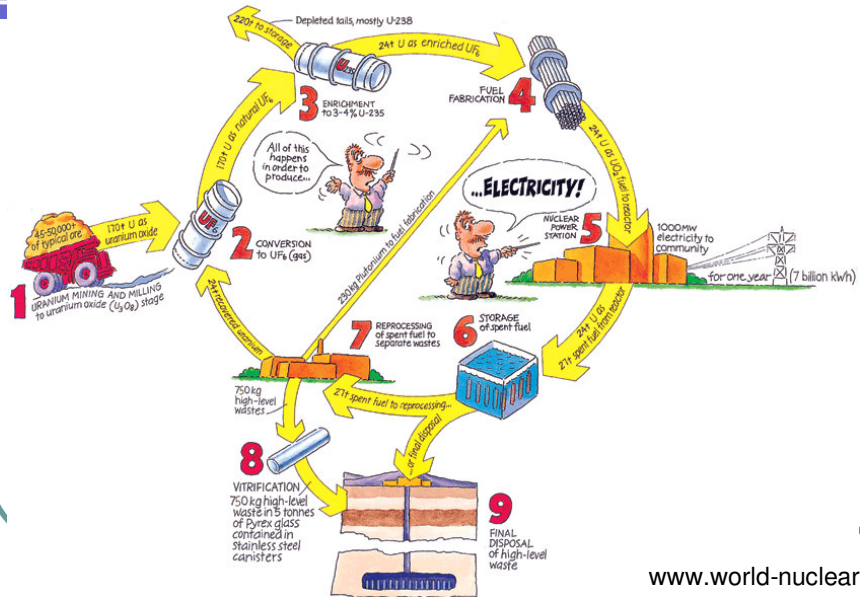 220t to storage
Depleted tails, mostly U-238
24t U as enriched UF₆
U235
3 ENRICHMENT
to 3-4% U-235
FUEL
FABRICATION 4
170t U as natural UF₆
All of this
happens
in order to
produce...
24t U as UO₂ fuel to reactor
230kg Plutonium to fuel fabrication
...ELECTRICITY!
NUCLEAR
POWER
STATION 5
1000MW
electricity to
community
for one year (7 billion kWh)
45-50,000t
of typical ore
170t U as
uranium oxide
UF₆
2 CONVERSION
to UF₆ (gas)
1 URANIUM MINING AND MILLING
to uranium oxide (U₃O₈) stage
24t recovered uranium
7 REPROCESSING
of spent fuel to
separate wastes
6 STORAGE
of spent fuel
24t U as
27t spent fuel from reactor
750 kg
high-level
wastes
27t spent fuel to reprocessing...
...or final disposal
8
VITRIFICATION
750 kg high-level
waste in 5 tonnes
of Pyrex glass
contained in
stainless steel
canisters
9
FINAL
DISPOSAL
of high-level
waste
www.world-nuclear